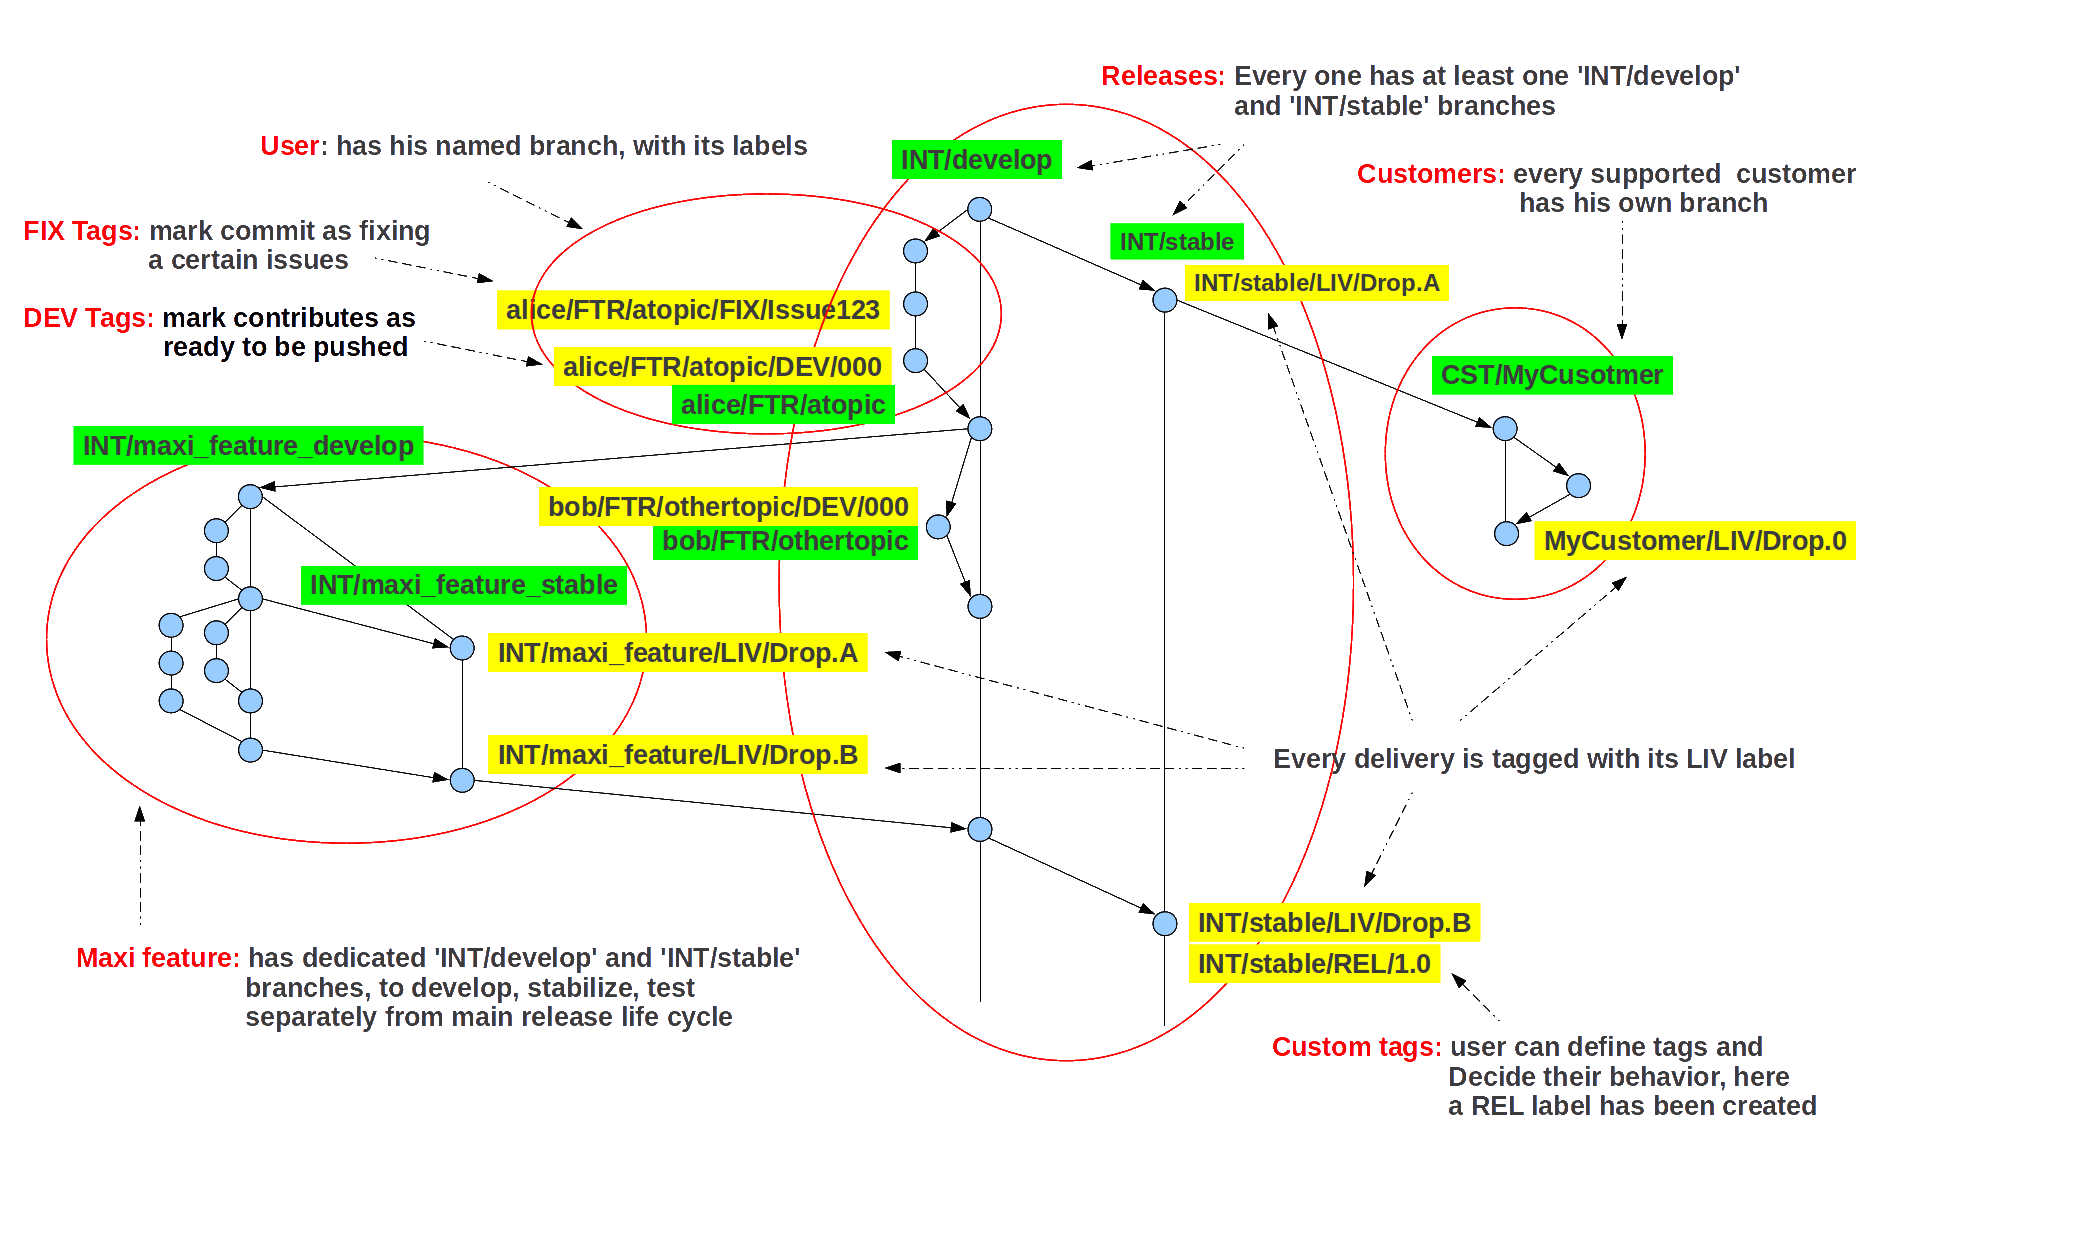 Releases: Every one has at least one 'INT/develop'
and 'INT/stable' branches
User: has his named branch, with its labels
INT/develop
Customers: every supported  customer
has his own branch
FIX Tags: mark commit as fixing
a certain issues
INT/stable
INT/stable/LIV/Drop.A
alice/FTR/atopic/FIX/Issue123
DEV Tags: mark contributes as
ready to be pushed
alice/FTR/atopic/DEV/000
alice/FTR/atopic
CST/MyCusotmer
INT/maxi_feature_develop
bob/FTR/othertopic/DEV/000
bob/FTR/othertopic
MyCustomer/LIV/Drop.0
INT/maxi_feature_stable
INT/maxi_feature/LIV/Drop.A
INT/maxi_feature/LIV/Drop.B
Every delivery is tagged with its LIV label
INT/stable/LIV/Drop.B
INT/stable/REL/1.0
Maxi feature: has dedicated 'INT/develop' and 'INT/stable'
branches, to develop, stabilize, test
separately from main release life cycle
Custom tags: user can define tags and
Decide their behavior, here
a REL label has been created